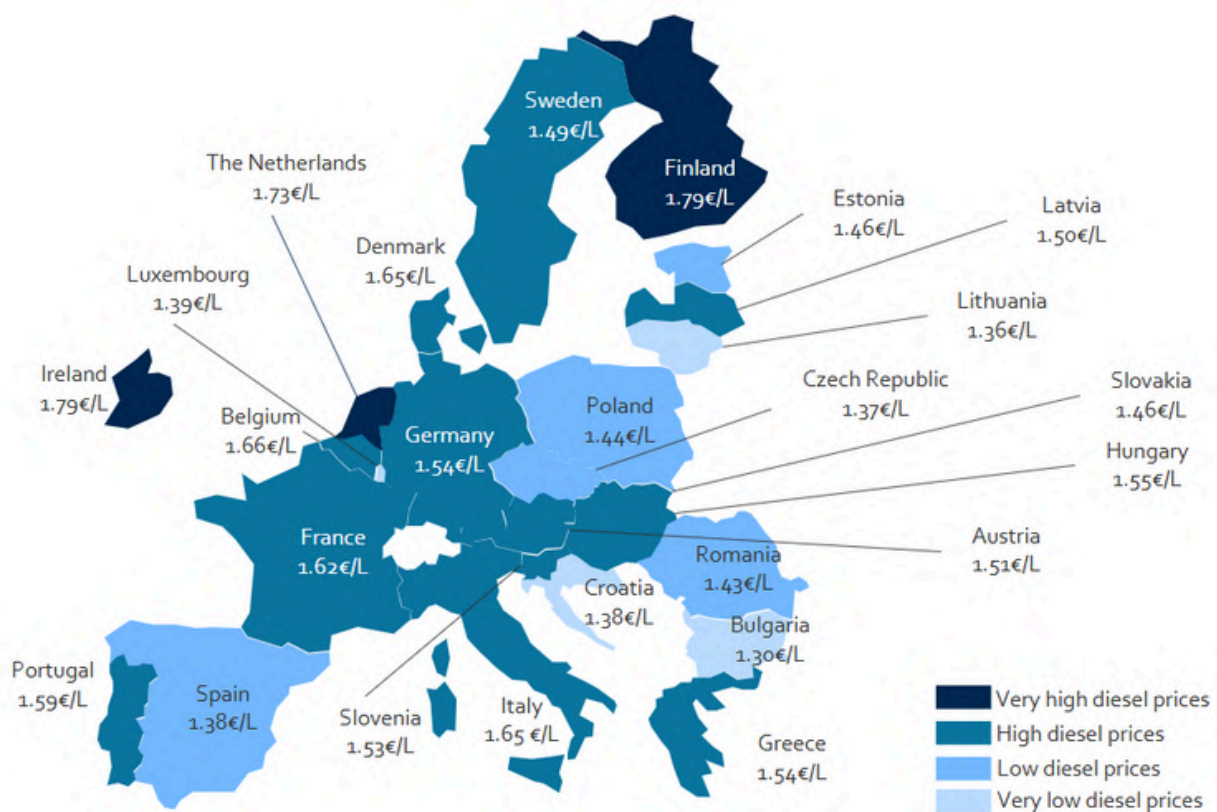 Sweden
1.49€/L
Finland
1.79€/L
The Netherlands
1.73€/L
Estonia
1.46€/L
Latvia
1.50€/L
Denmark
1.65€/L
Luxembourg
1.39€/L
Lithuania
1.36€/L
Ireland
1.79€/L
Belgium
1.66€/L
Germany
1.54€/L
Poland
1.44€/L
Czech Republic
1.37€/L
Slovakia
1.46€/L
Hungary
1.55€/L
France
1.62€/L
Austria
1.51€/L
Romania
1.43€/L
Croatia
1.38€/L
Bulgaria
1.30€/L
Portugal
1.59€/L
Spain
1.38€/L
Slovenia
1.53€/L
Italy
1.65 €/L
Greece
1.54€/L
Very high diesel prices
High diesel prices
Low diesel prices
Very low diesel prices